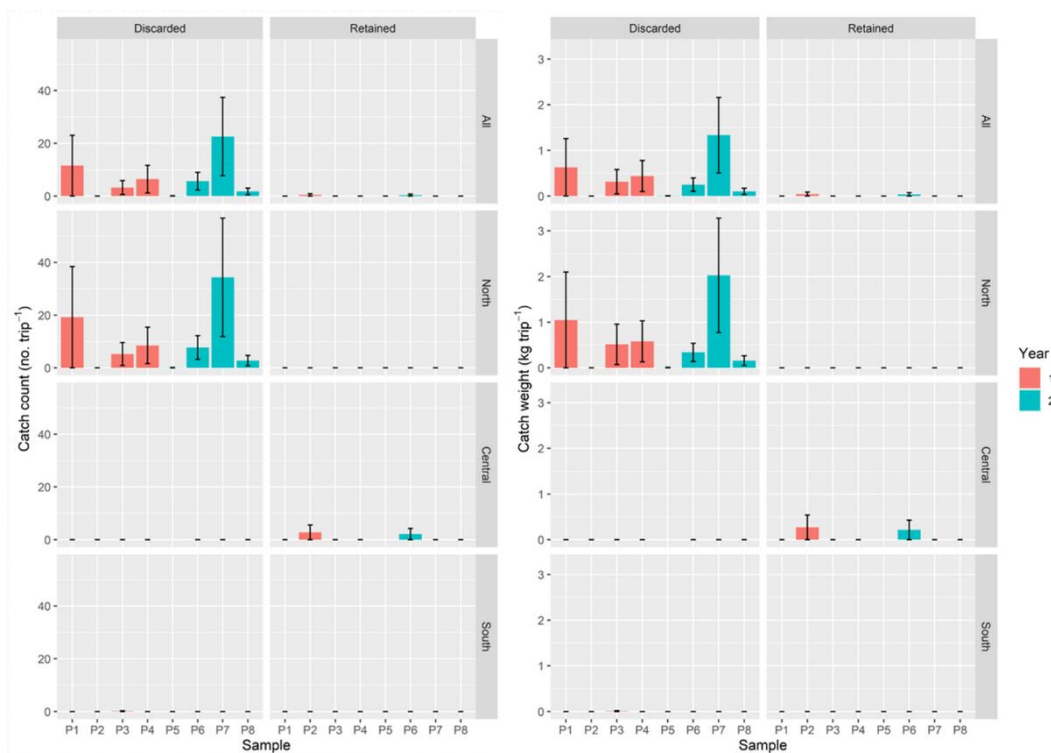 Discarded
Retained
Discarded
Retained
40
20
0
All
3
2
1
0
All
40
20
0
North
3
2
1
0
North
40
20
0
Central
3
2
1
0
Central
40
20
0
South
3
2
1
0
South
Catch count (no. trip⁻¹)
Catch weight (kg trip⁻¹)
P1 P2 P3 P4 P5 P6 P7 P8
P1 P2 P3 P4 P5 P6 P7 P8
P1 P2 P3 P4 P5 P6 P7 P8
P1 P2 P3 P4 P5 P6 P7 P8
Sample
Sample
Year
1
2